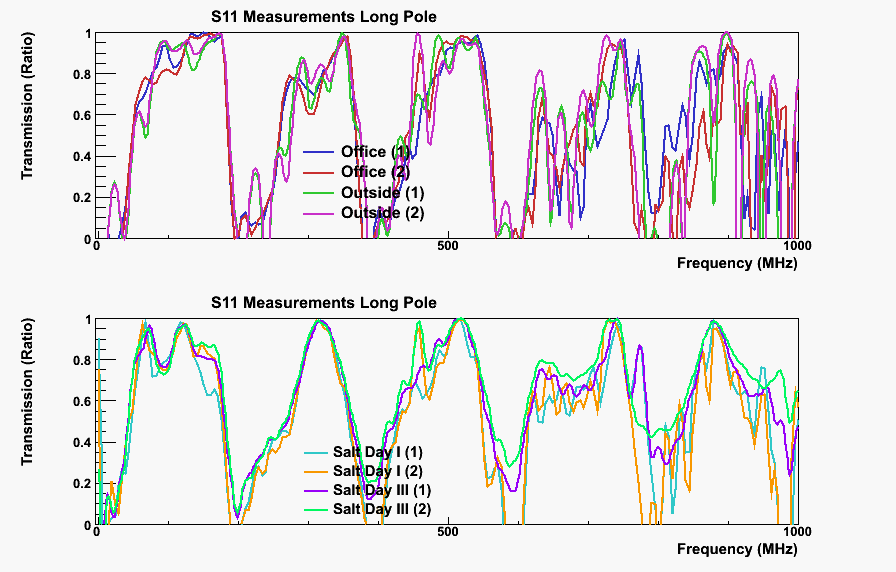 S11 Measurements Long Pole
Transmission (Ratio)
1
0.8
0.6
0.4
0.2
0
Office (1)
Office (2)
Outside (1)
Outside (2)
0 500 1000
Frequency (MHz)
S11 Measurements Long Pole
Transmission (Ratio)
1
0.8
0.6
0.4
0.2
0
Salt Day I (1)
Salt Day I (2)
Salt Day III (1)
Salt Day III (2)
0 500 1000
Frequency (MHz)